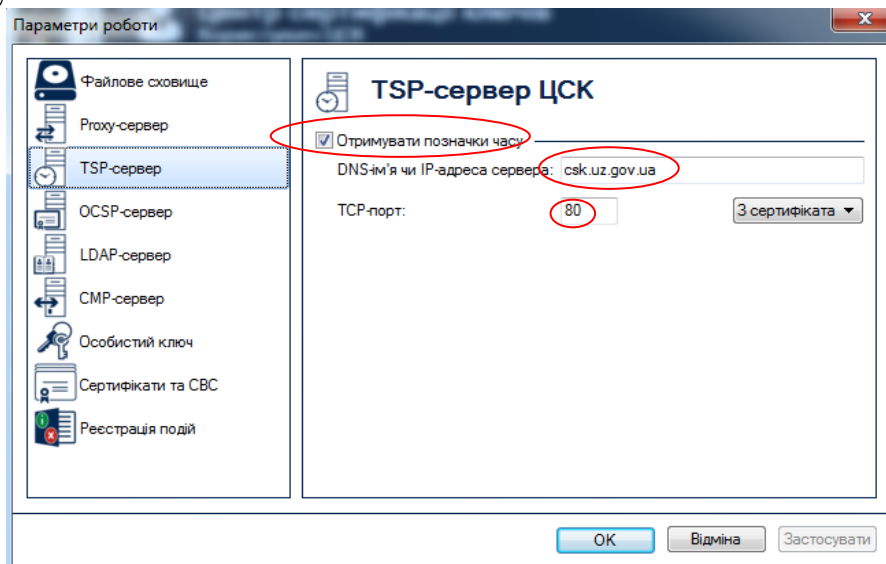 Параметри роботи
Файлове сховище
Proxy-сервер
TSP-сервер
OCSP-сервер
LDAP-сервер
CMP-сервер
Особистий ключ
Сертифікати та СВС
Реєстрація подій
TSP-сервер ЦСК
Отримувати позначки часу
DNS-ім'я чи IP-адреса сервера: csk.uz.gov.ua
TCP-порт: 80 З сертифіката
OK Відміна Застосувати